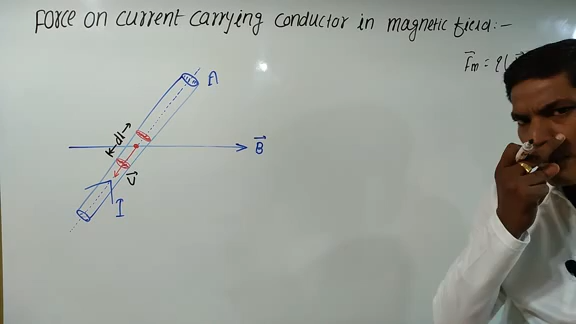 Force on current carrying conductor in magnetic field:-
F⃗m = q(
A
dl
B⃗
V⃗
I